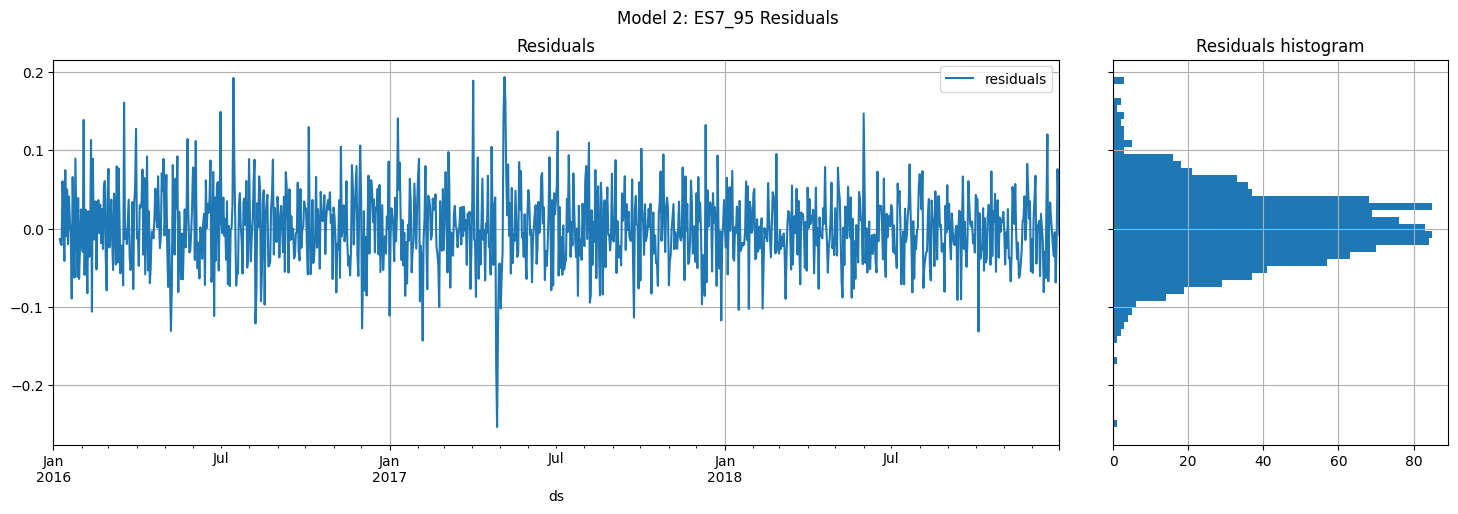 Model 2: ES7_95 Residuals
Residuals
residuals
0.2
0.1
0.0
−0.1
−0.2
Jan
2016
Jul
Jan
2017
Jul
Jan
2018
Jul
ds
Residuals histogram
0
20
40
60
80